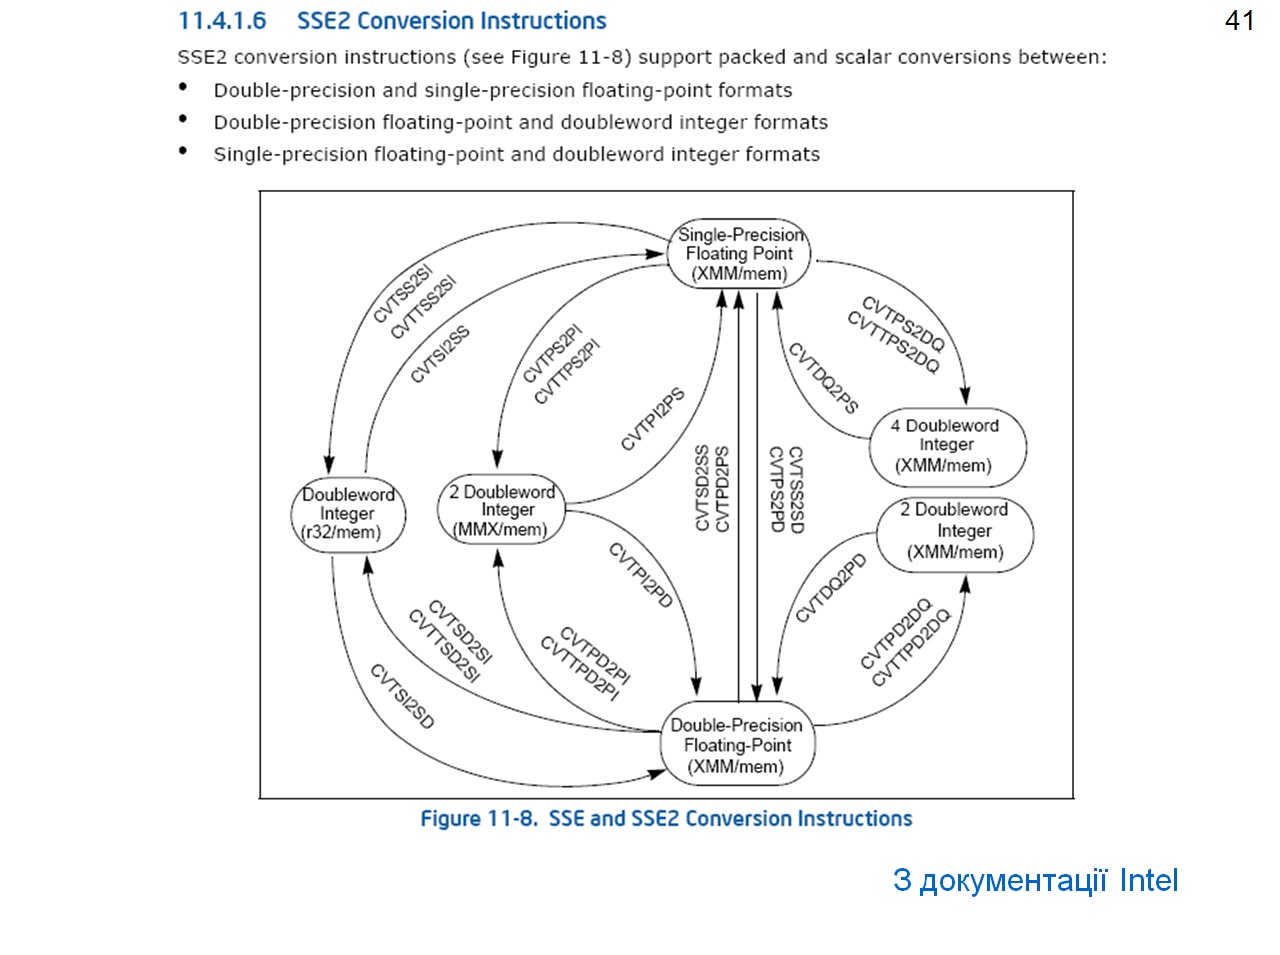 41
11.4.1.6 SSE2 Conversion Instructions
SSE2 conversion instructions (see Figure 11-8) support packed and scalar conversions between:
• Double-precision and single-precision floating-point formats
• Double-precision floating-point and doubleword integer formats
• Single-precision floating-point and doubleword integer formats
Single-Precision
Floating Point
(XMM/mem)
CVTSS2SI
CVTTSS2SI
CVTSI2SS
CVTPS2PI
CVTTPS2PI
CVTPI2PS
CVTPS2DQ
CVTTPS2DQ
CVTDQ2PS
4 Doubleword
Integer
(XMM/mem)
Doubleword
Integer
(r32/mem)
2 Doubleword
Integer
(MMX/mem)
CVTSD2SS
CVTPD2PS
CVTSS2SD
CVTPS2PD
2 Doubleword
Integer
(XMM/mem)
CVTPI2PD
CVTDQ2PD
CVTSD2SI
CVTTSD2SI
CVTPD2PI
CVTTPD2PI
CVTPD2DQ
CVTTPD2DQ
CVTSI2SD
Double-Precision
Floating-Point
(XMM/mem)
Figure 11-8. SSE and SSE2 Conversion Instructions
З документації Intel